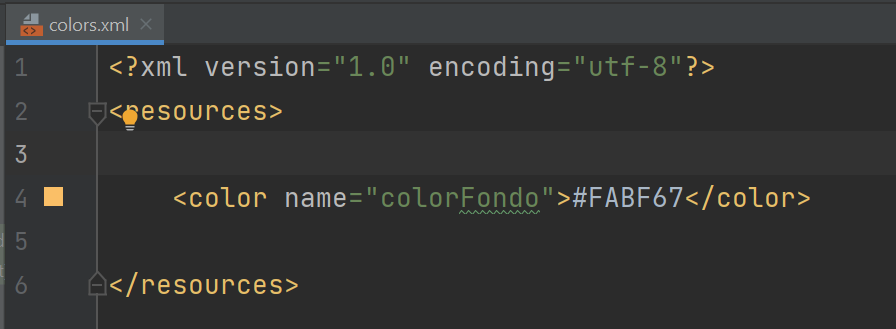 colors.xml
1 <?xml version="1.0" encoding="utf-8"?>
2 <resources>
3
4 <color name="colorFondo">#FABF67</color>
5
6 </resources>